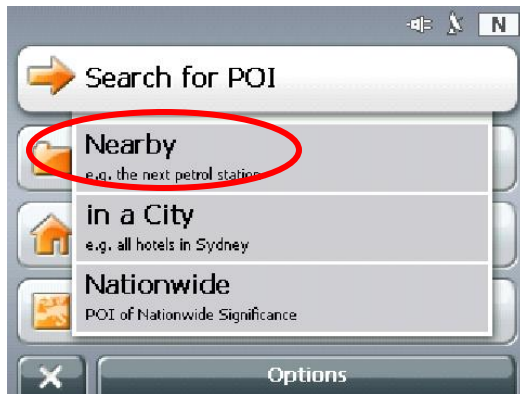 N
Search for POI
Nearby
e.g. the next petrol station
in a City
e.g. all hotels in Sydney
Nationwide
POI of Nationwide Significance
X
Options